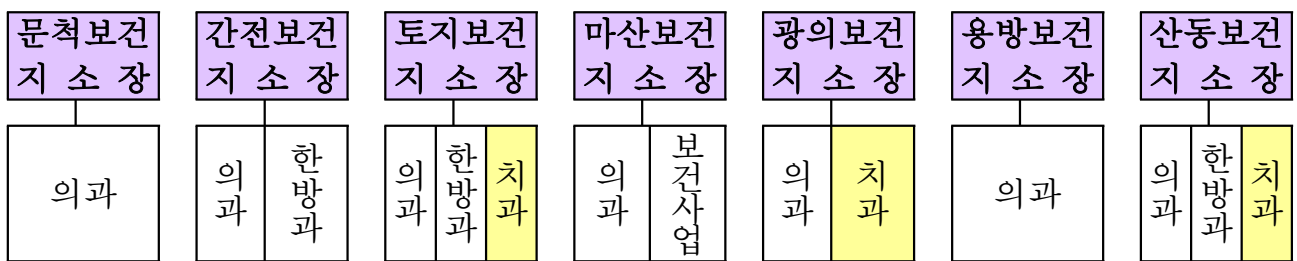 문척보건
지 소 장
간전보건
지 소 장
토지보건
지 소 장
마산보건
지 소 장
광의보건
지 소 장
용방보건
지 소 장
산동보건
지 소 장
의과
의과
한방과
의과
한방과
치과
의과
보건사업
의과
치과
의과
의과
한방과
치과